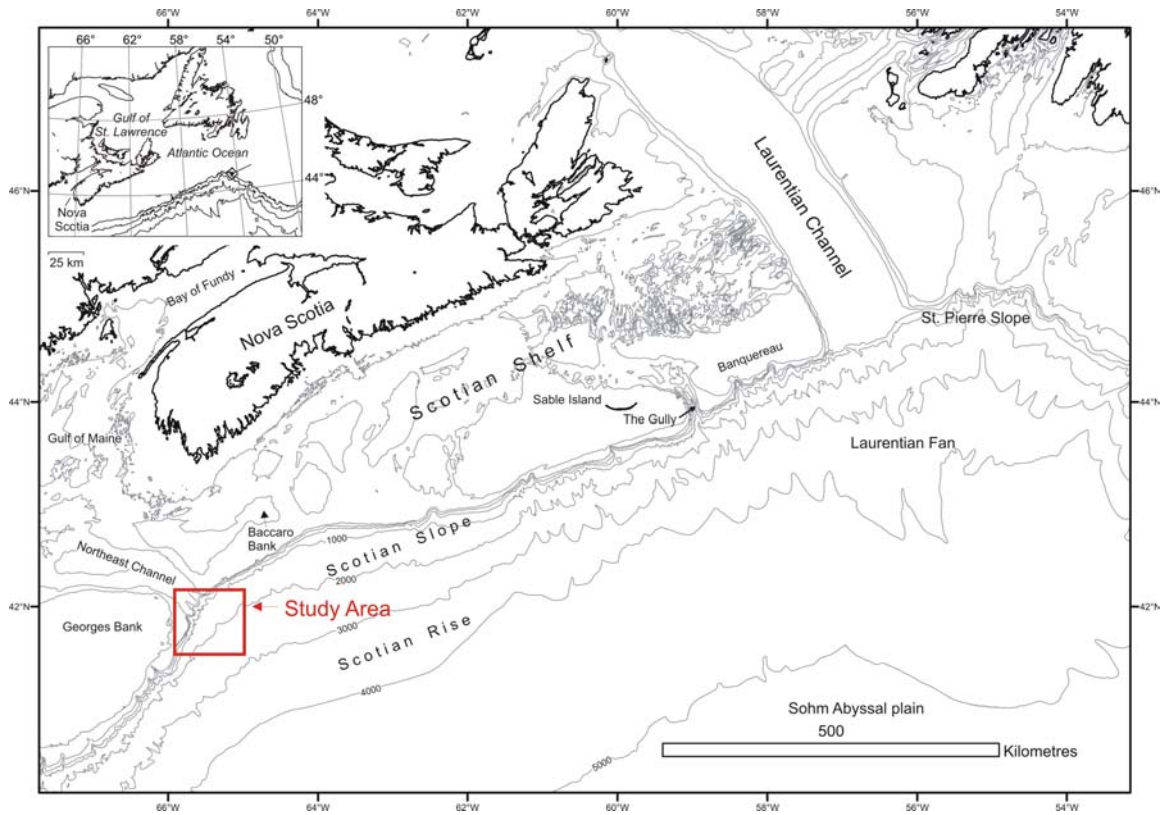 66°W
64°W
62°W
60°W
58°W
56°W
54°W
66°
62°
58°
54°
50°
48°
44°
Gulf of
St. Lawrence
Atlantic Ocean
Nova
Scotia
46°N
46°N
25 km
Bay of Fundy
Nova Scotia
Laurentian Channel
St. Pierre Slope
Scotian Shelf
Banquereau
44°N
44°N
Sable Island
The Gully
Gulf of Maine
Laurentian Fan
Baccaro
Bank
1000
Scotian Slope
Northeast Channel
2000
42°N
42°N
Study Area
Georges Bank
3000
Scotian Rise
4000
Sohm Abyssal plain
500
Kilometres
5000
66°W
64°W
62°W
60°W
58°W
56°W
54°W